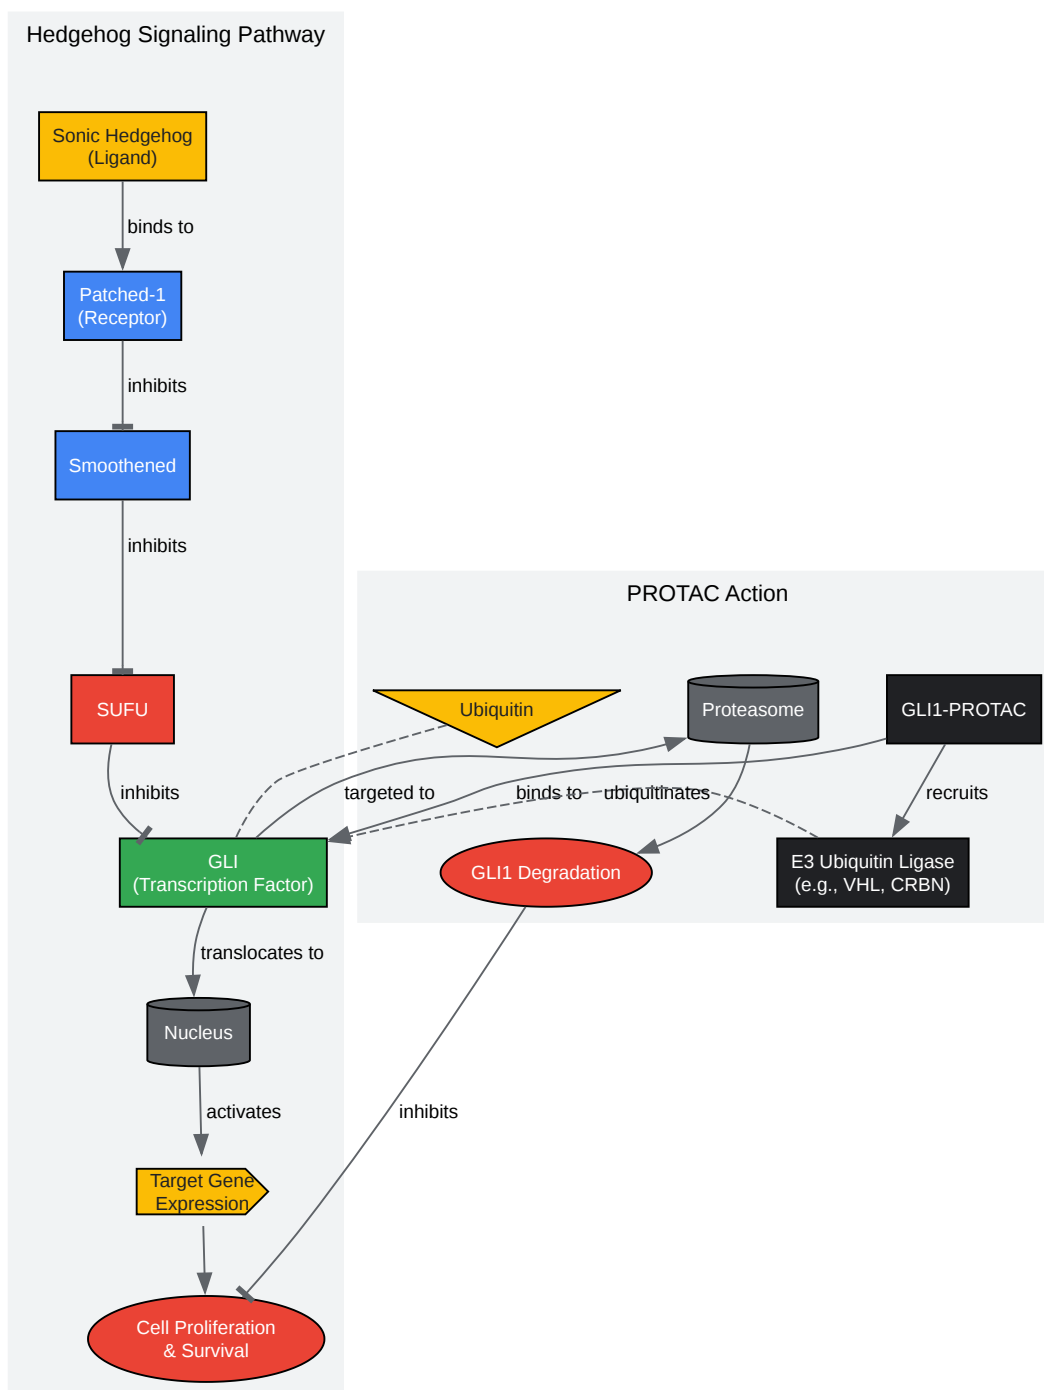 Hedgehog Signaling Pathway
Sonic Hedgehog
(Ligand)
binds to
Patched-1
(Receptor)
inhibits
Smoothened
inhibits
PROTAC Action
SUFU
Ubiquitin
Proteasome
GLI1-PROTAC
inhibits
targeted to
binds to
ubiquitinates
recruits
GLI
(Transcription Factor)
GLI1 Degradation
E3 Ubiquitin Ligase
(e.g., VHL, CRBN)
translocates to
Nucleus
activates
inhibits
Target Gene
Expression
Cell Proliferation
& Survival